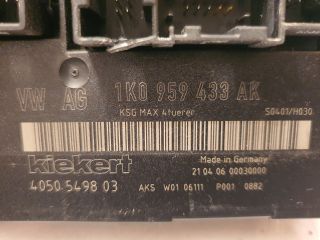 VW AG 1K0 959 433 AK
KSG MAX 4tuerer S0401/H030
kiekert Made in Germany
21 04 06 00030000
4050 5498 03 AKS W01 06111 P001 0882